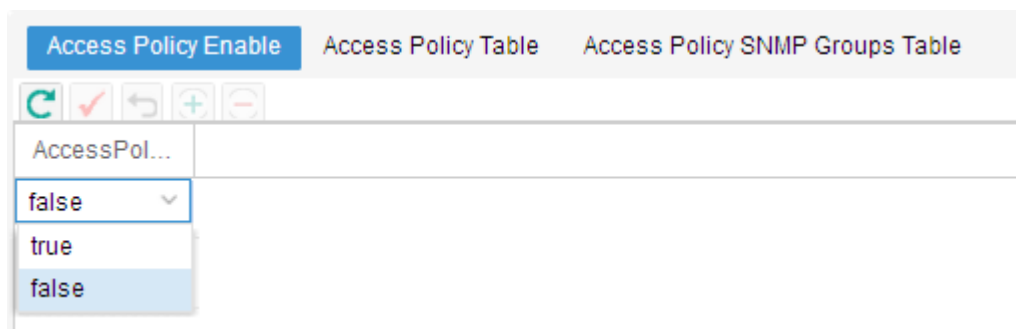 Access Policy Enable Access Policy Table Access Policy SNMP Groups Table
AccessPol...
false
true
false